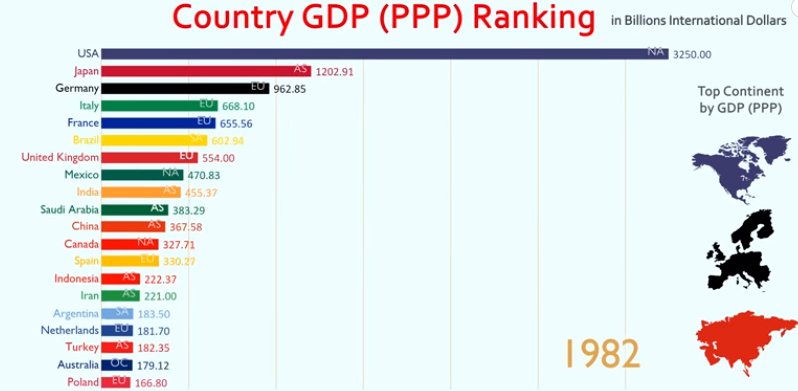 Country GDP (PPP) Ranking in Billions International Dollars
USA NA 3250.00
Japan AS 1202.91
Germany EU 962.85
Italy EU 668.10
France EU 655.56
Brazil SA 602.94
United Kingdom EU 554.00
Mexico NA 470.83
India AS 455.37
Saudi Arabia AS 383.29
China AS 367.58
Canada NA 327.71
Spain EU 330.27
Indonesia AS 222.37
Iran AS 221.00
Argentina SA 183.50
Netherlands EU 181.70
Turkey AS 182.35
Australia OC 179.12
Poland EU 166.80
Top Continent
by GDP (PPP)
1982